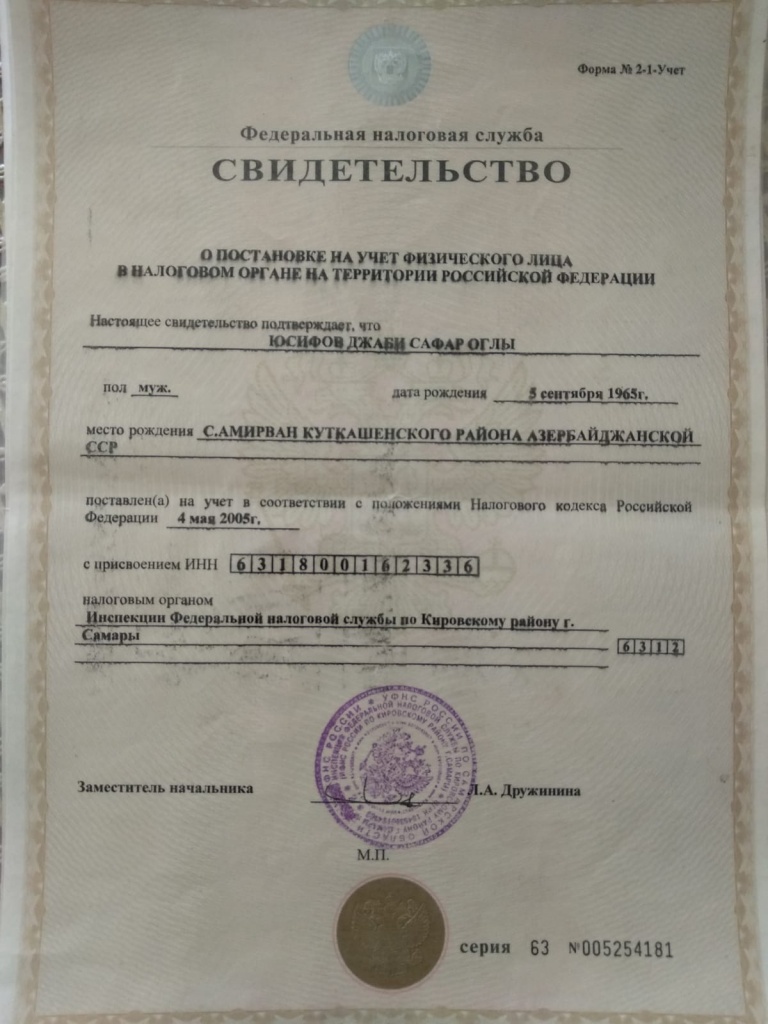 Форма № 2-1-Учет
Федеральная налоговая служба
СВИДЕТЕЛЬСТВО
О ПОСТАНОВКЕ НА УЧЕТ ФИЗИЧЕСКОГО ЛИЦА
В НАЛОГОВОМ ОРГАНЕ НА ТЕРРИТОРИИ РОССИЙСКОЙ ФЕДЕРАЦИИ
Настоящее свидетельство подтверждает, что
ЮСИФОВ ДЖАБИ САФАР ОГЛЫ
пол муж. дата рождения 5 сентября 1965г.
место рождения С.АМИРВАН КУТКАШЕНСКОГО РАЙОНА АЗЕРБАЙДЖАНСКОЙ
ССР
поставлен(а) на учет в соответствии с положениями Налогового кодекса Российской
Федерации 4 мая 2005г.
с присвоением ИНН 631800162336
налоговым органом
Инспекции Федеральной налоговой службы по Кировскому району г.
Самары 6312
Заместитель начальника Л.А. Дружинина
М.П.
серия 63 №005254181